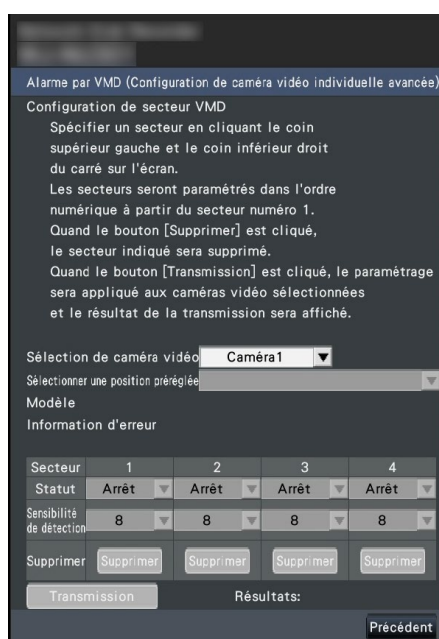 Alarme par VMD (Configuration de caméra vidéo individuelle avancée)
Configuration de secteur VMD
Spécifier un secteur en cliquant le coin
supérieur gauche et le coin inférieur droit
du carré sur l'écran.
Les secteurs seront paramétrés dans l'ordre
numérique à partir du secteur numéro 1.
Quand le bouton [Supprimer] est cliqué,
le secteur indiqué sera supprimé.
Quand le bouton [Transmission] est cliqué, le paramétrage
sera appliqué aux caméras vidéo sélectionnées
et le résultat de la transmission sera affiché.
Sélection de caméra vidéo Caméra1
Sélectionner une position préréglée
Modèle
Information d'erreur
Secteur 1 2 3 4
Statut Arrêt Arrêt Arrêt Arrêt
Sensibilité
de détection 8 8 8 8
Supprimer Supprimer Supprimer Supprimer Supprimer
Transmission Résultats:
Précédent